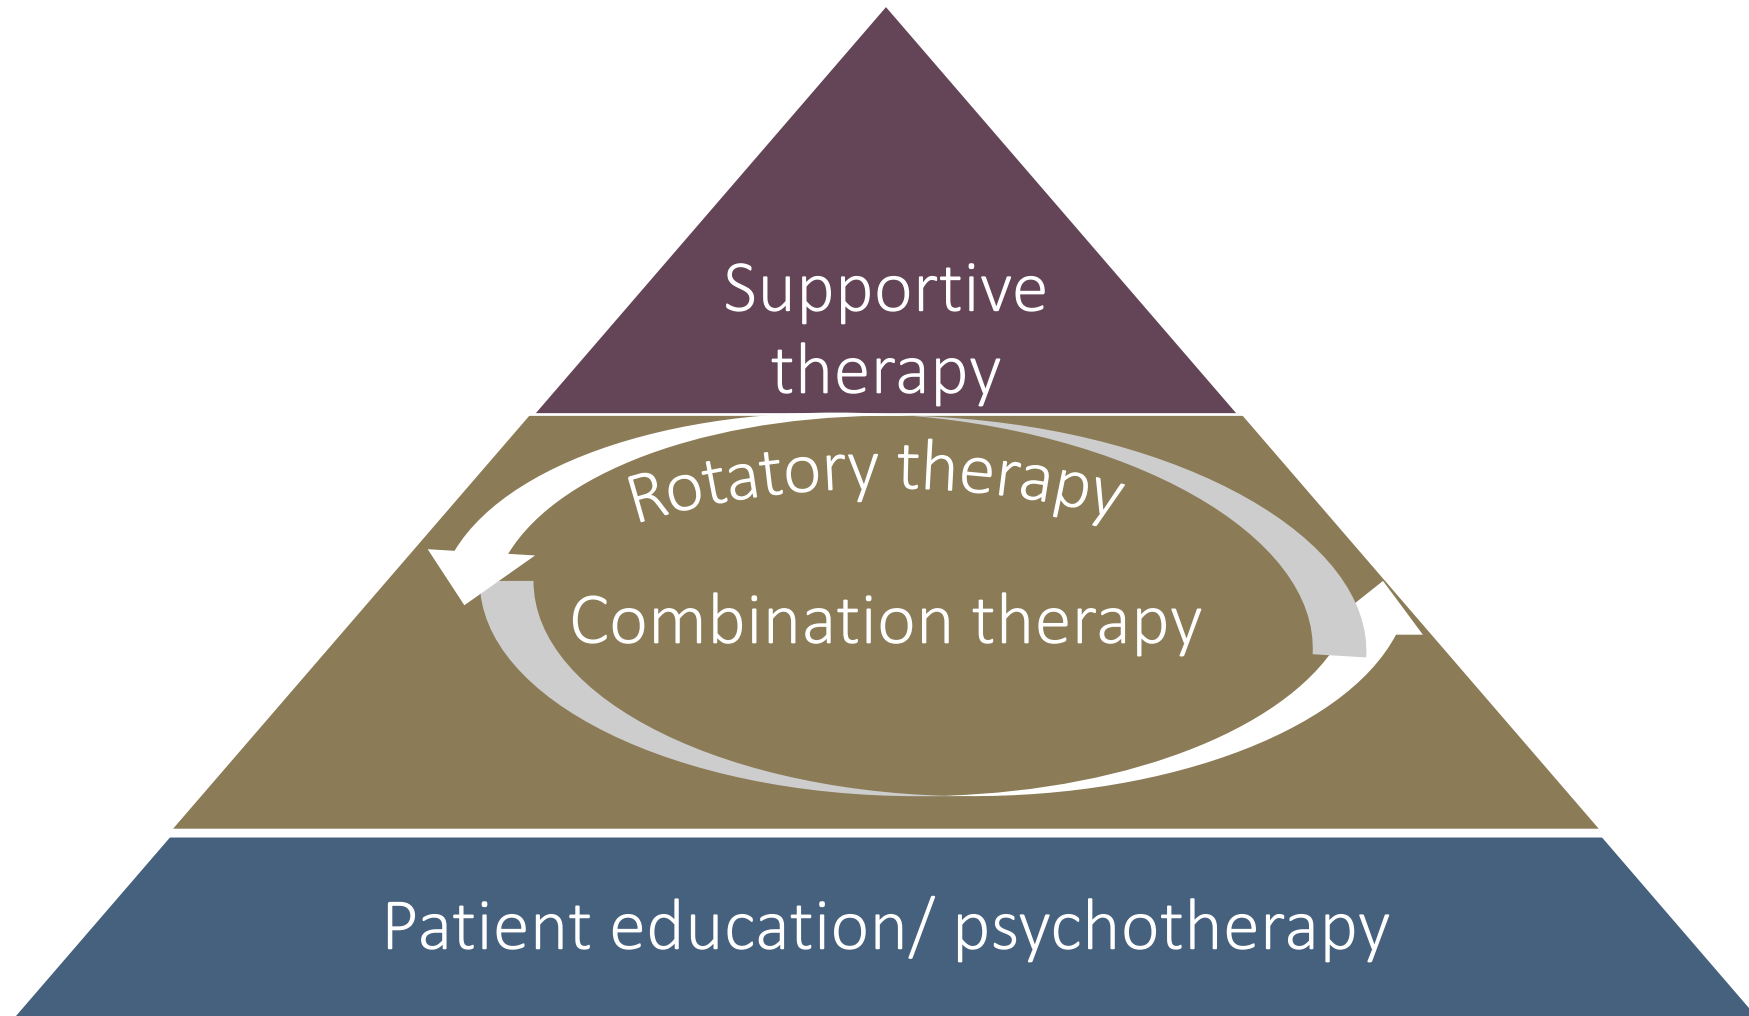 Supportive
therapy
Rotatory therapy
Combination therapy
Patient education/ psychotherapy